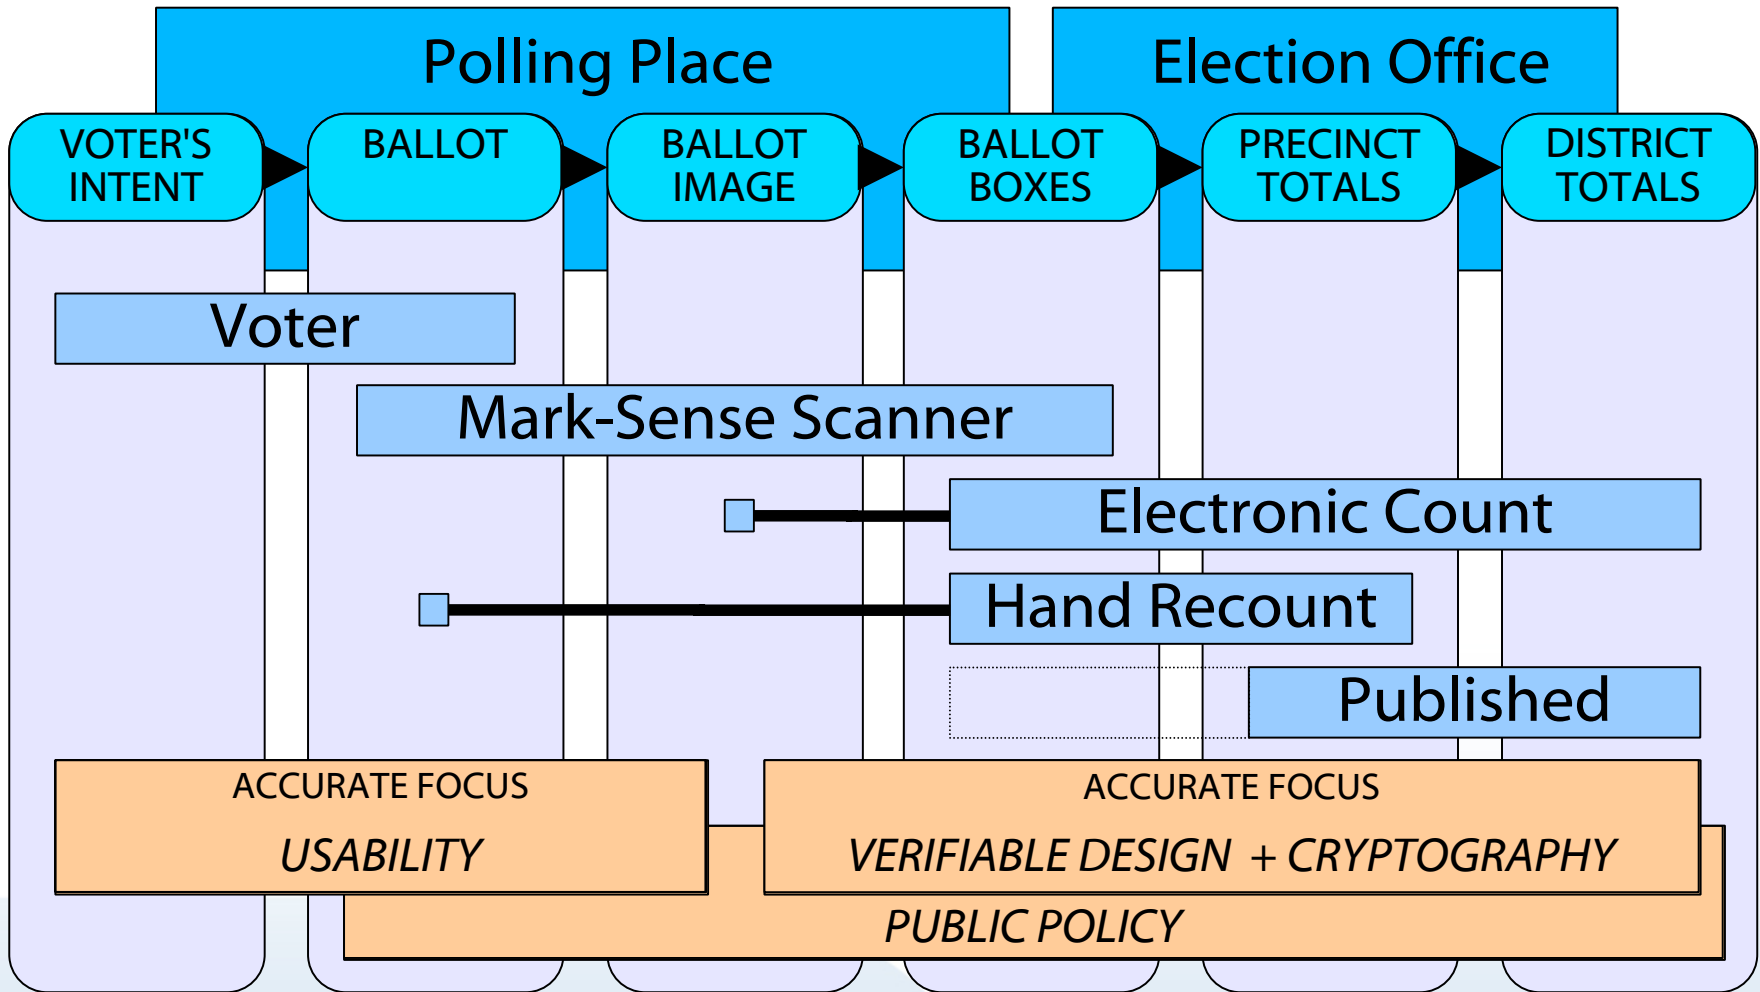 Polling Place
Election Office
VOTER'S
INTENT
BALLOT
BALLOT
IMAGE
BALLOT
BOXES
PRECINCT
TOTALS
DISTRICT
TOTALS
Voter
Mark-Sense Scanner
Electronic Count
Hand Recount
Published
ACCURATE FOCUS
USABILITY
ACCURATE FOCUS
VERIFIABLE DESIGN + CRYPTOGRAPHY
PUBLIC POLICY